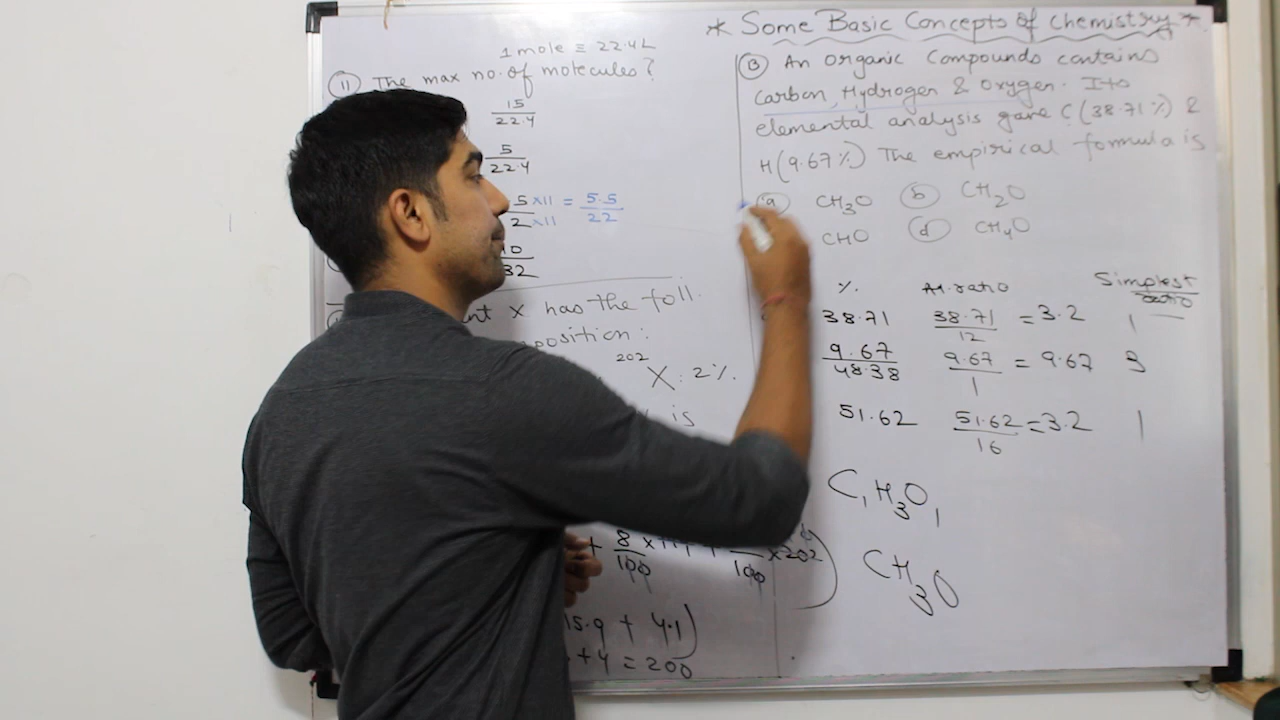 * Some Basic Concepts of Chemistry *
1 mole = 22.4L
(11) The max no. of molecules?
15/22.4
5/22.4
5/2 ×11/×11 = 5.5/22
10/32
X has the foll.
position:
202
X: 2%.
is
+ 8/100 × + /100 ×202)
15.9 + 4.1)
+4 = 200
(13) An organic Compounds contains
Carbon, Hydrogen & Oxygen. Its
elemental analysis gave C(38.71%) &
H(9.67%) The empirical formula is
(a) CH3O (b) CH2O
CHO (d) CH4O
% At. ratio Simplest ratio
38.71 38.71/12 = 3.2 1
9.67 9.67/1 = 9.67 3
48.38
51.62 51.62/16 = 3.2 1
C1H3O1
CH3O